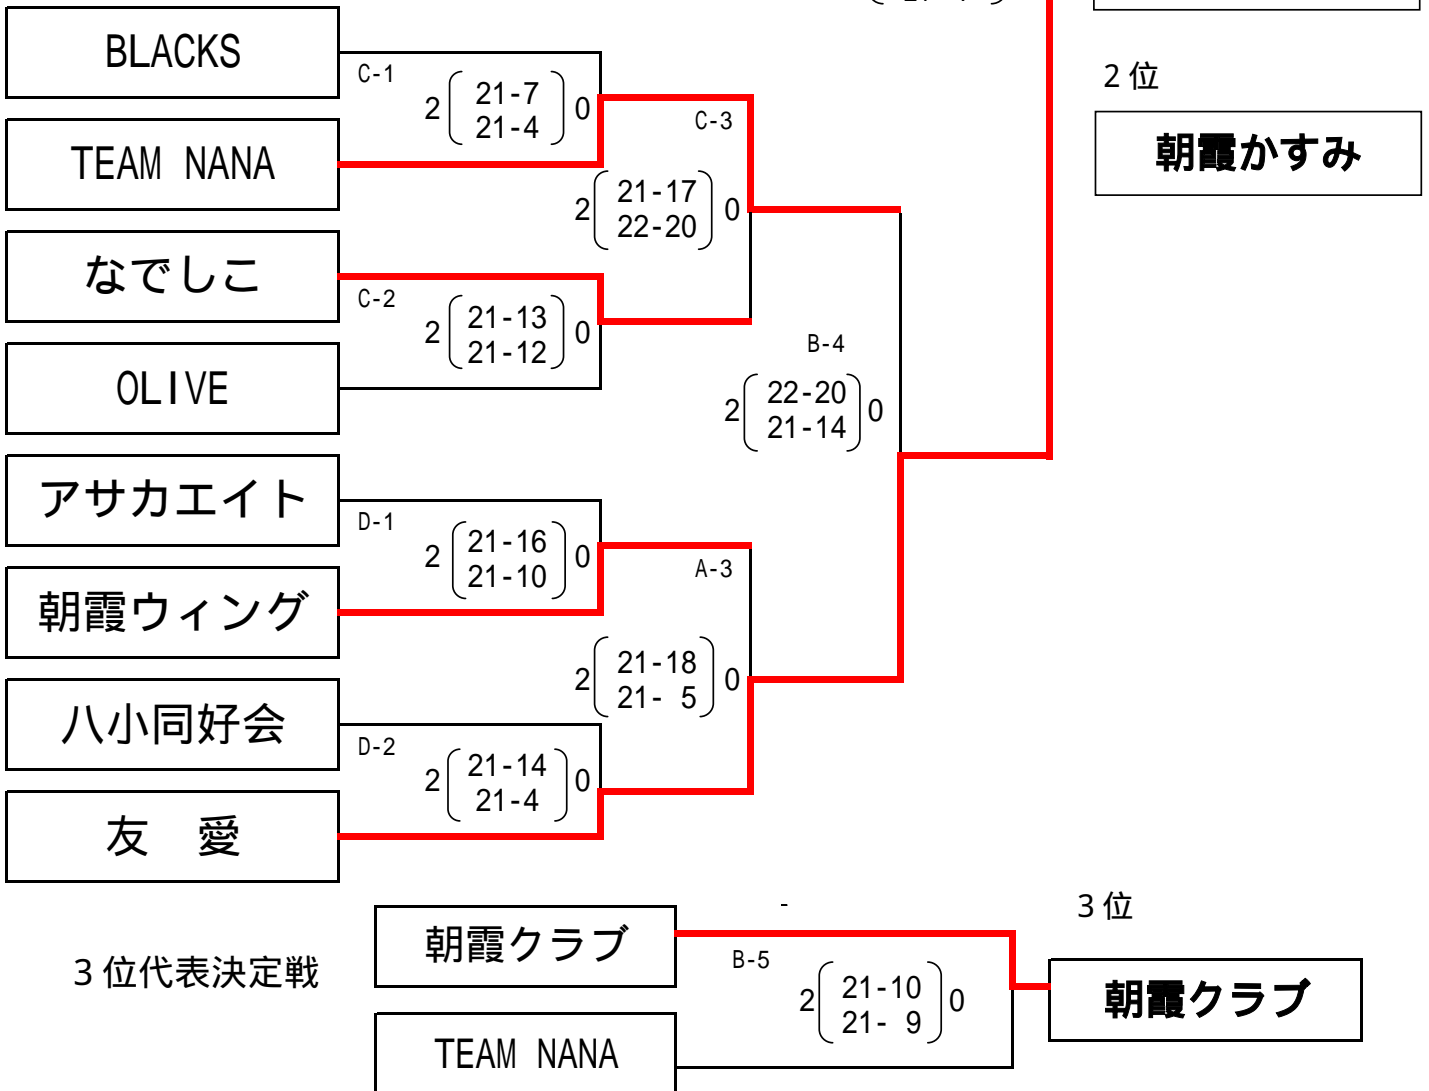 BLACKS
C-1
2 21-7 0
21-4
TEAM NANA
C-3
2 21-17 0
22-20
なでしこ
C-2
2 21-13 0
21-12
OLIVE
B-4
2 22-20 0
21-14
アサカエイト
D-1
2 21-16 0
21-10
朝霞ウィング
A-3
2 21-18 0
21- 5
八小同好会
D-2
2 21-14 0
21-4
友 愛
2位
朝霞かすみ
3位代表決定戦
朝霞クラブ
-
B-5
2 21-10 0
21- 9
TEAM NANA
3位
朝霞クラブ